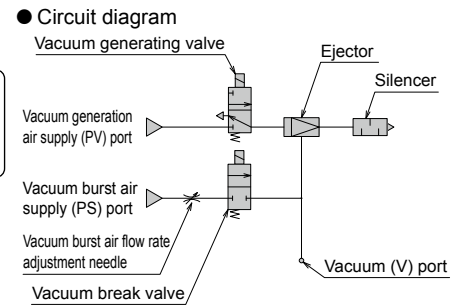 ● Circuit diagram
Vacuum generating valve
Ejector
Silencer
Vacuum generation
air supply (PV) port
Vacuum burst air
supply (PS) port
Vacuum burst air flow rate
adjustment needle
Vacuum (V) port
Vacuum break valve